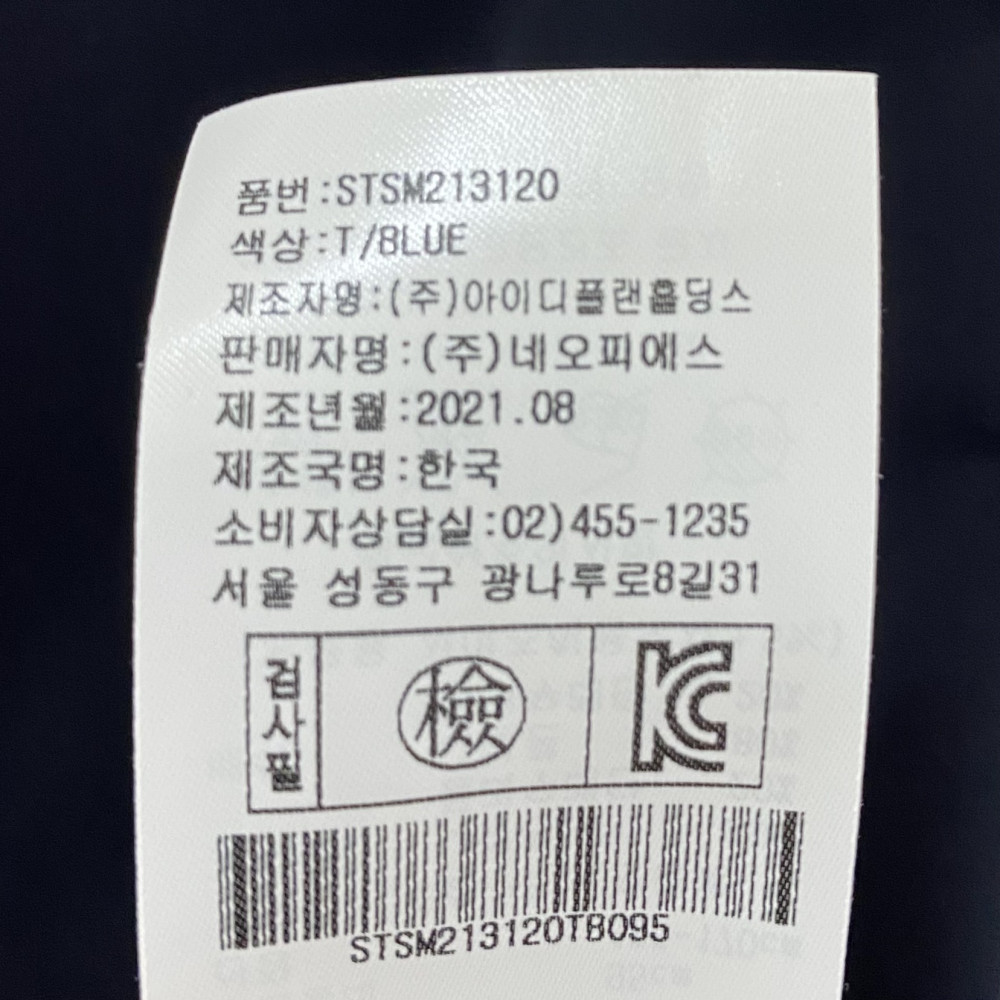 품번:STSM213120
색상:T/BLUE
제조자명:(주)아이디플랜홀딩스
판매자명:(주)네오피에스
제조년월:2021.08
제조국명:한국
소비자상담실:02)455-1235
서울 성동구 광나루로8길31
검사필
檢
KC
STSM213120TB095